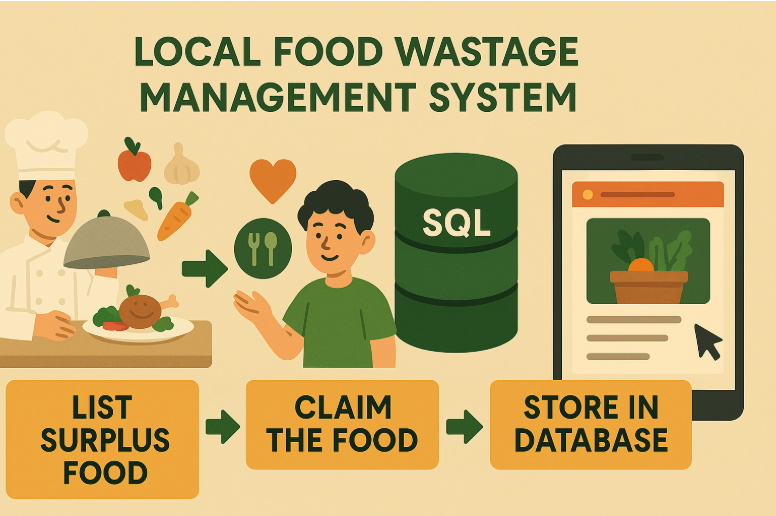 LOCAL FOOD WASTAGE
MANAGEMENT SYSTEM
SQL
LIST
SURPLUS
FOOD
CLAIM
THE FOOD
STORE IN
DATABASE